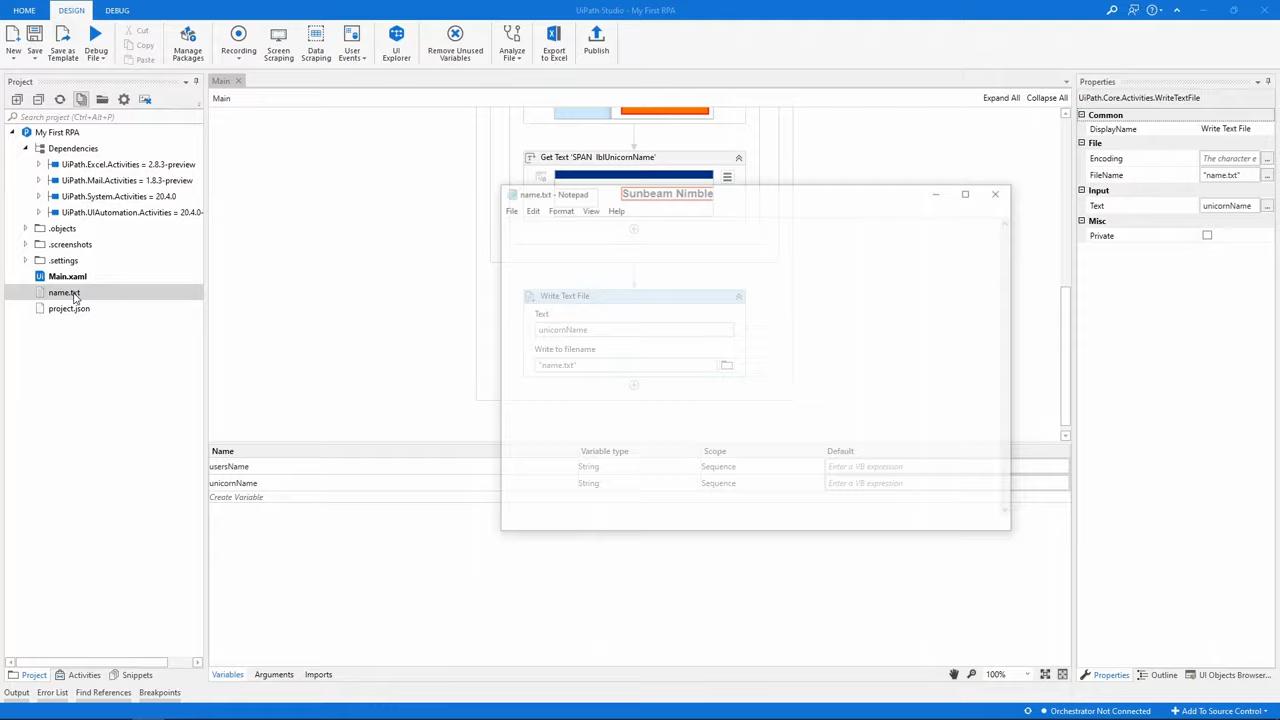 HOME DESIGN DEBUG UiPath Studio - My First RPA
New Save Save as Template Debug File Cut Copy Paste Manage Packages Recording Screen Scraping Data Scraping User Events UI Explorer Remove Unused Variables Analyze File Export to Excel Publish
Project
Search project (Ctrl+Alt+P)
My First RPA
Dependencies
UiPath.Excel.Activities = 2.8.3-preview
UiPath.Mail.Activities = 1.8.3-preview
UiPath.System.Activities = 20.4.0
UiPath.UIAutomation.Activities = 20.4.0-
.objects
.screenshots
.settings
Main.xaml
name.txt
project.json
Project Activities Snippets
Main
Main Expand All Collapse All
Get Text 'SPAN lblUnicornName'
Sunbeam Nimble
name.txt - Notepad
File Edit Format View Help
Write Text File
Text
unicornName
Write to filename
"name.txt"
Name Variable type Scope Default
usersName String Sequence Enter a VB expression
unicornName String Sequence Enter a VB expression
Create Variable
Variables Arguments Imports 100%
Properties
UiPath.Core.Activities.WriteTextFile
Common
DisplayName Write Text File
File
Encoding The character e ...
FileName "name.txt" ...
Input
Text unicornName ...
Misc
Private
Properties Outline UI Objects Browser...
Output Error List Find References Breakpoints
Orchestrator Not Connected Add To Source Control